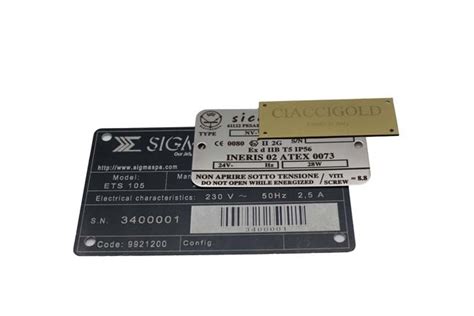 CIACCIGOLD
TYPE
NV-
CE 0080 II 2G
Ex d IIB T5 IP56
INERIS 02 ATEX 0073
24V- Hz 28W
NON APRIRE SOTTO TENSIONE / VITI
DO NOT OPEN WHILE ENERGIZED / SCREW = 8.8
SIGM
www.sigmaspa.com
Model:
ETS 105
Electrical characteristics: 230 V ~ 50Hz 2,5 A
S.N. 3400001
Code: 9921200 Config.